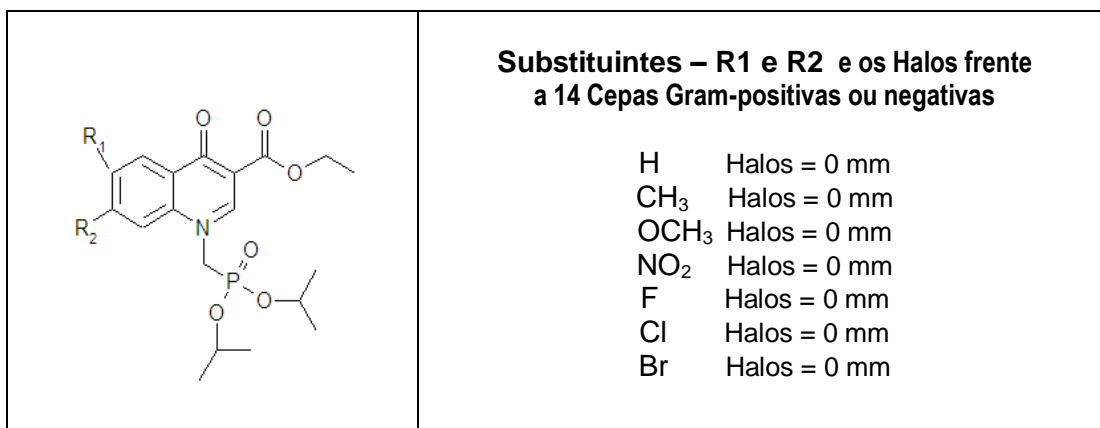 Substituintes – R1 e R2 e os Halos frente
a 14 Cepas Gram-positivas ou negativas
H Halos = 0 mm
CH₃ Halos = 0 mm
OCH₃ Halos = 0 mm
NO₂ Halos = 0 mm
F Halos = 0 mm
Cl Halos = 0 mm
Br Halos = 0 mm
R₁
O
O
O
R₂
N
O
P
O
O